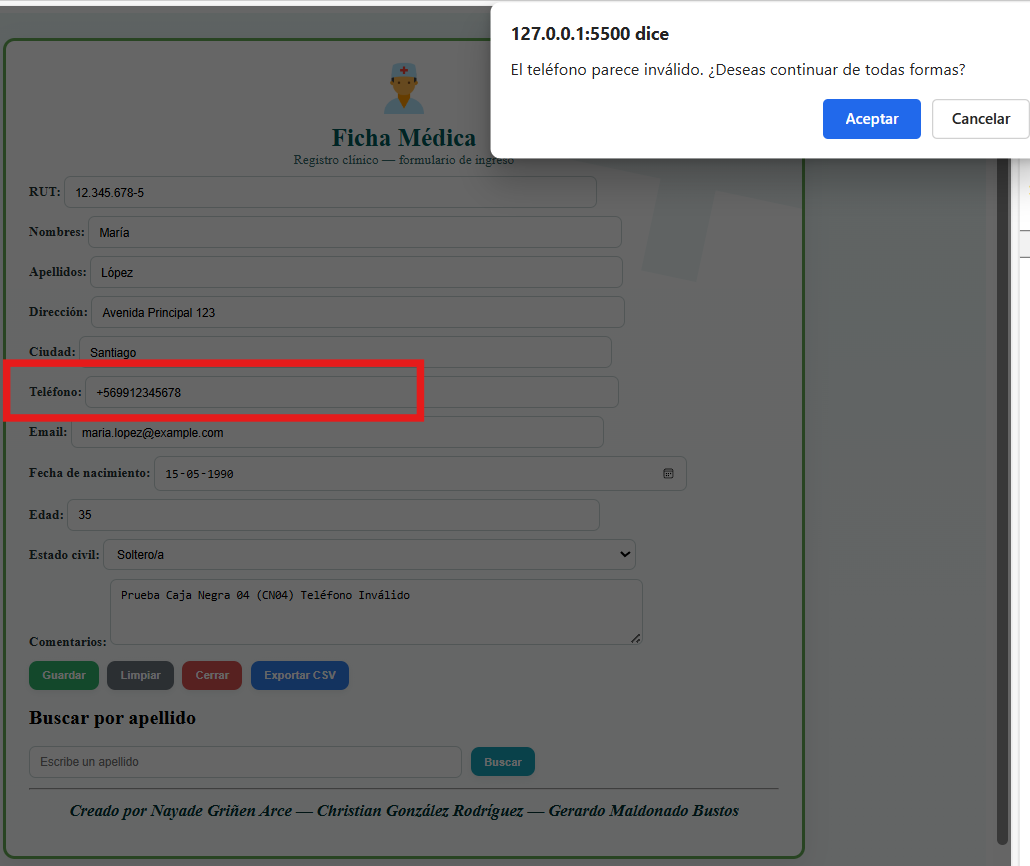 127.0.0.1:5500 dice
El teléfono parece inválido. ¿Deseas continuar de todas formas?
Aceptar Cancelar
Ficha Médica
Registro clínico — formulario de ingreso
RUT: 12.345.678-5
Nombres: María
Apellidos: López
Dirección: Avenida Principal 123
Ciudad: Santiago
Teléfono: +569912345678
Email: maria.lopez@example.com
Fecha de nacimiento: 15-05-1990
Edad: 35
Estado civil: Soltero/a
Prueba Caja Negra 04 (CN04) Teléfono Inválido
Comentarios:
Guardar Limpiar Cerrar Exportar CSV
Buscar por apellido
Escribe un apellido Buscar
Creado por Nayade Griñen Arce — Christian González Rodríguez — Gerardo Maldonado Bustos